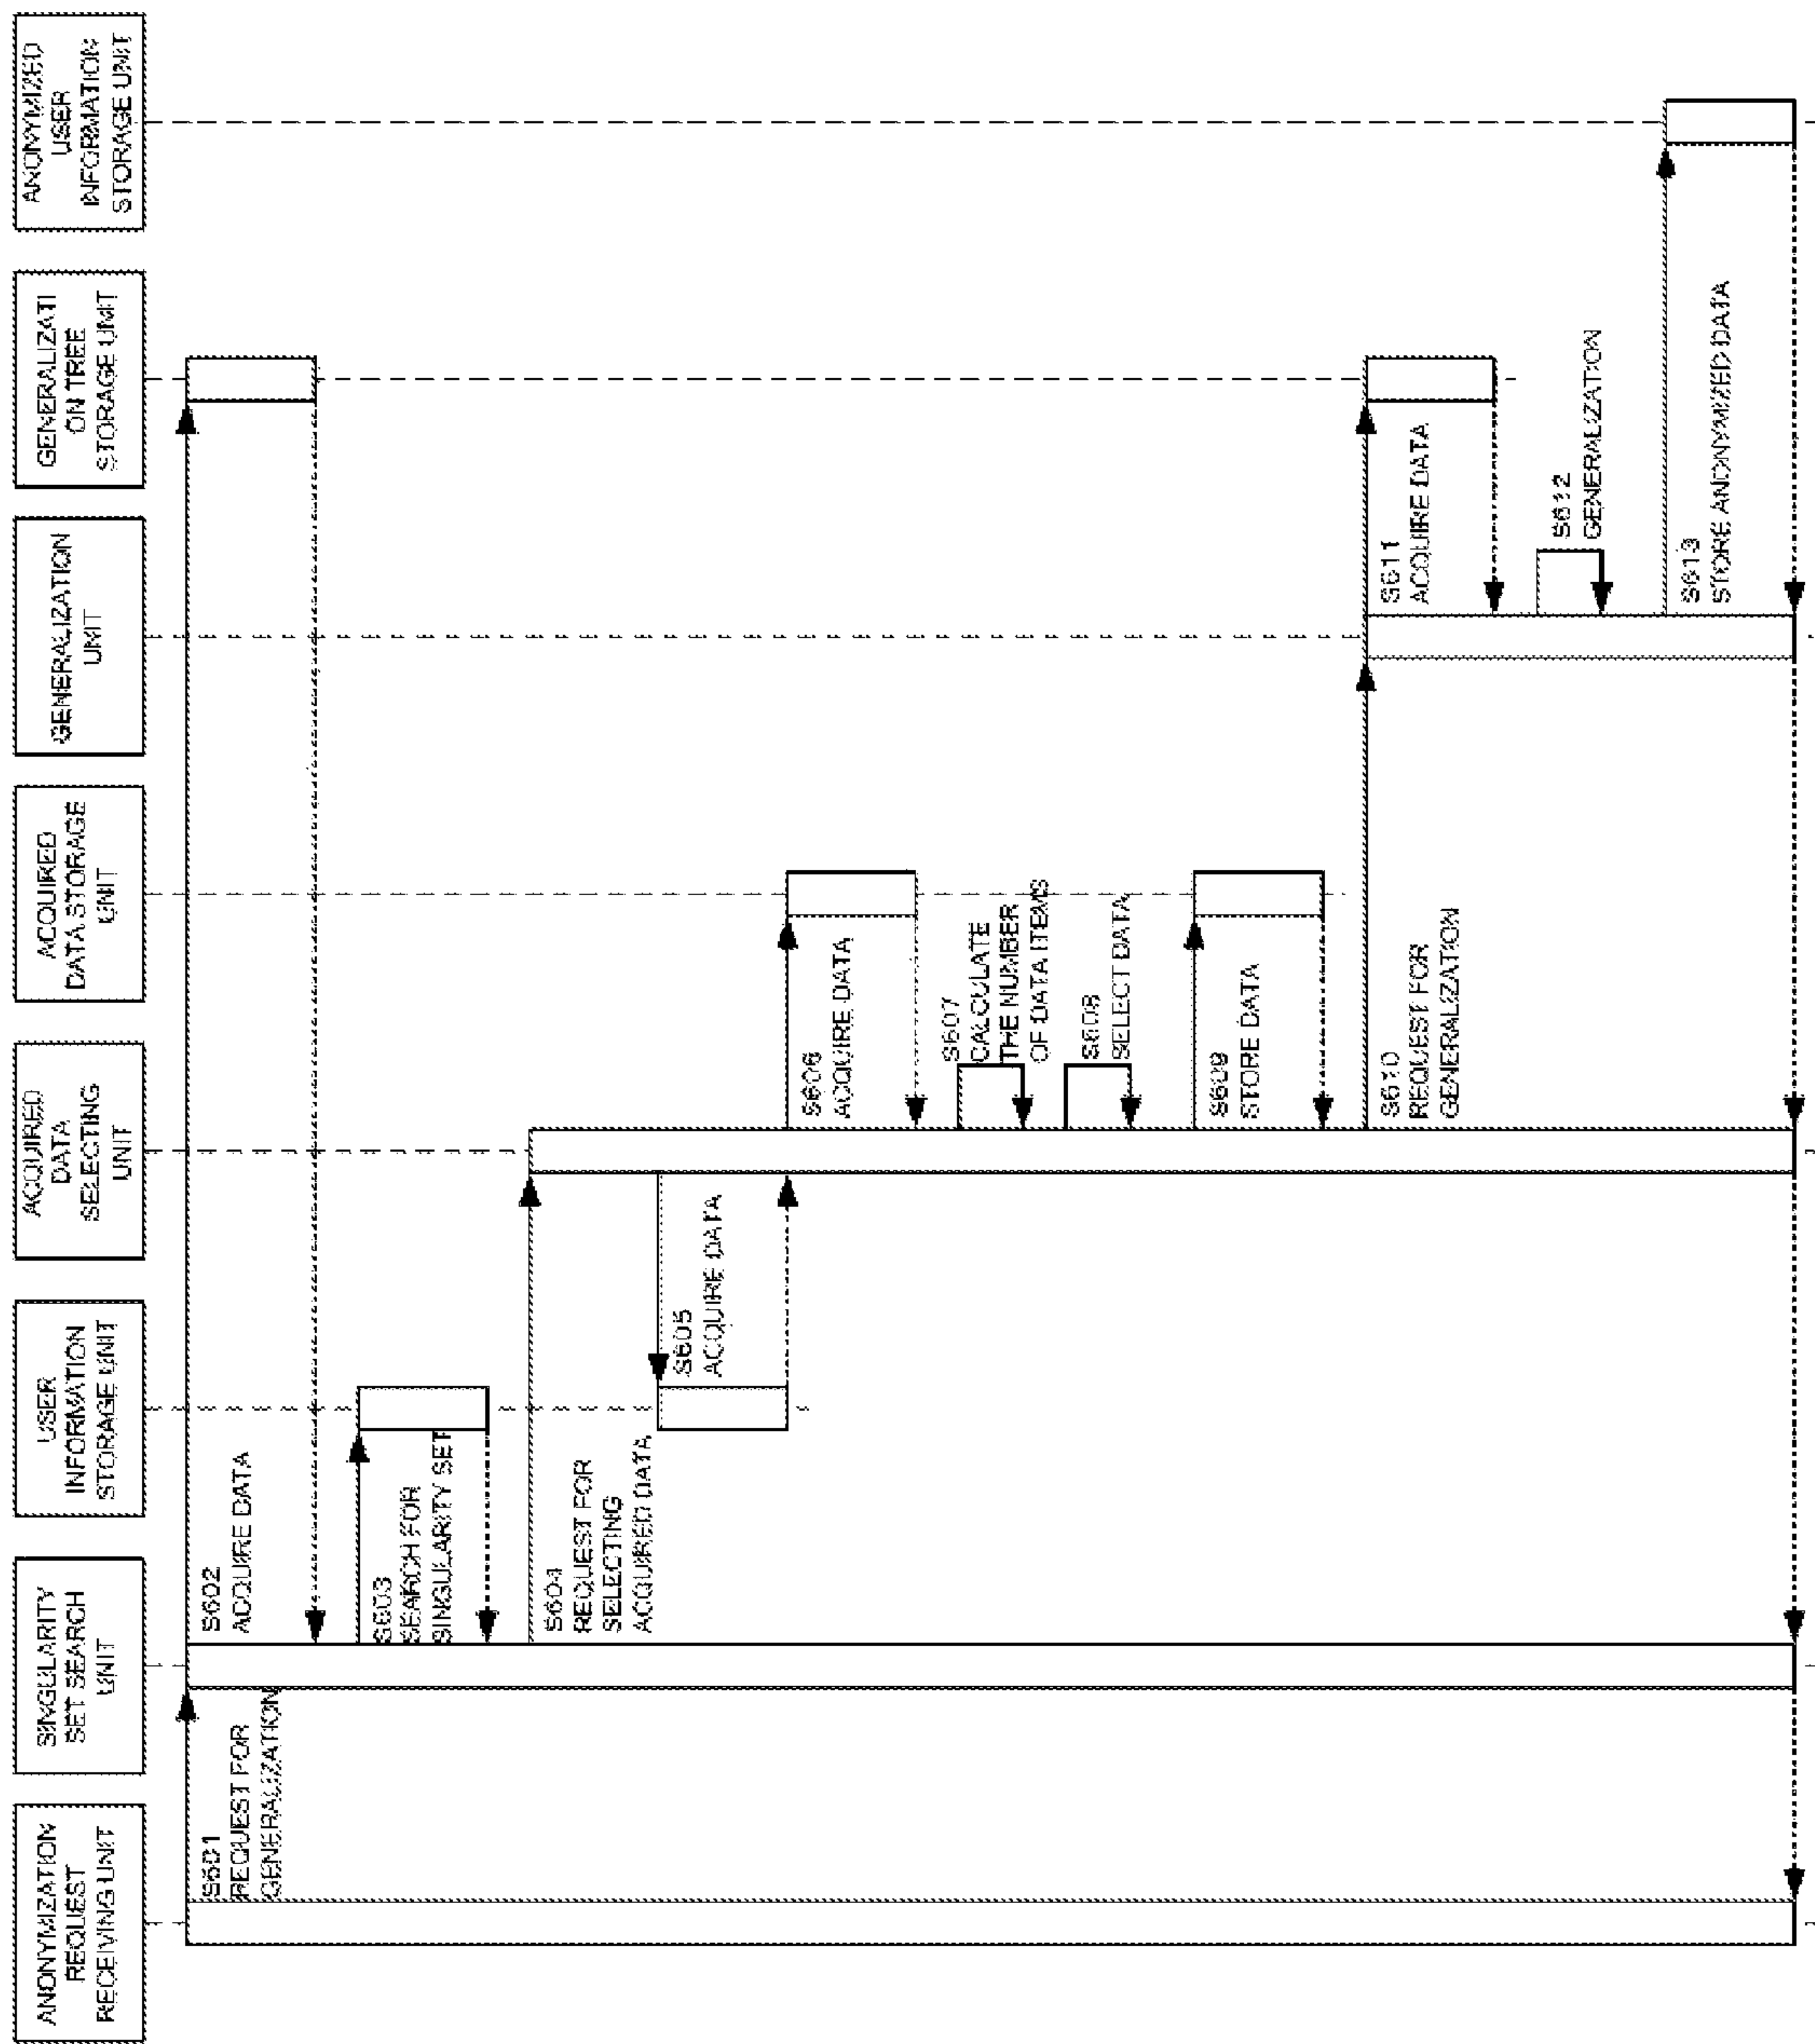 ANONYMIZATION
REQUEST
RECEIVING UNIT
SINGULARITY
SET SEARCH
UNIT
USER
INFORMATION
STORAGE UNIT
ACQUIRED
DATA
SELECTING
UNIT
ACQUIRED
DATA STORAGE
UNIT
GENERALIZATION
UNIT
GENERALIZATI
ON TREE
STORAGE UNIT
ANONYMIZED
USER
INFORMATION
STORAGE UNIT
S601
REQUEST FOR
GENERALIZATION
S602
ACQUIRE DATA
S603
SEARCH FOR
SINGULARITY SET
S604
REQUEST FOR
SELECTING
ACQUIRED DATA
S605
ACQUIRE DATA
S606
ACQUIRE DATA
S607
CALCULATE
THE NUMBER
OF DATA ITEMS
S608
SELECT DATA
S609
STORE DATA
S610
REQUEST FOR
GENERALIZATION
S611
ACQUIRE DATA
S612
GENERALIZATION
S613
STORE ANONYMIZED DATA